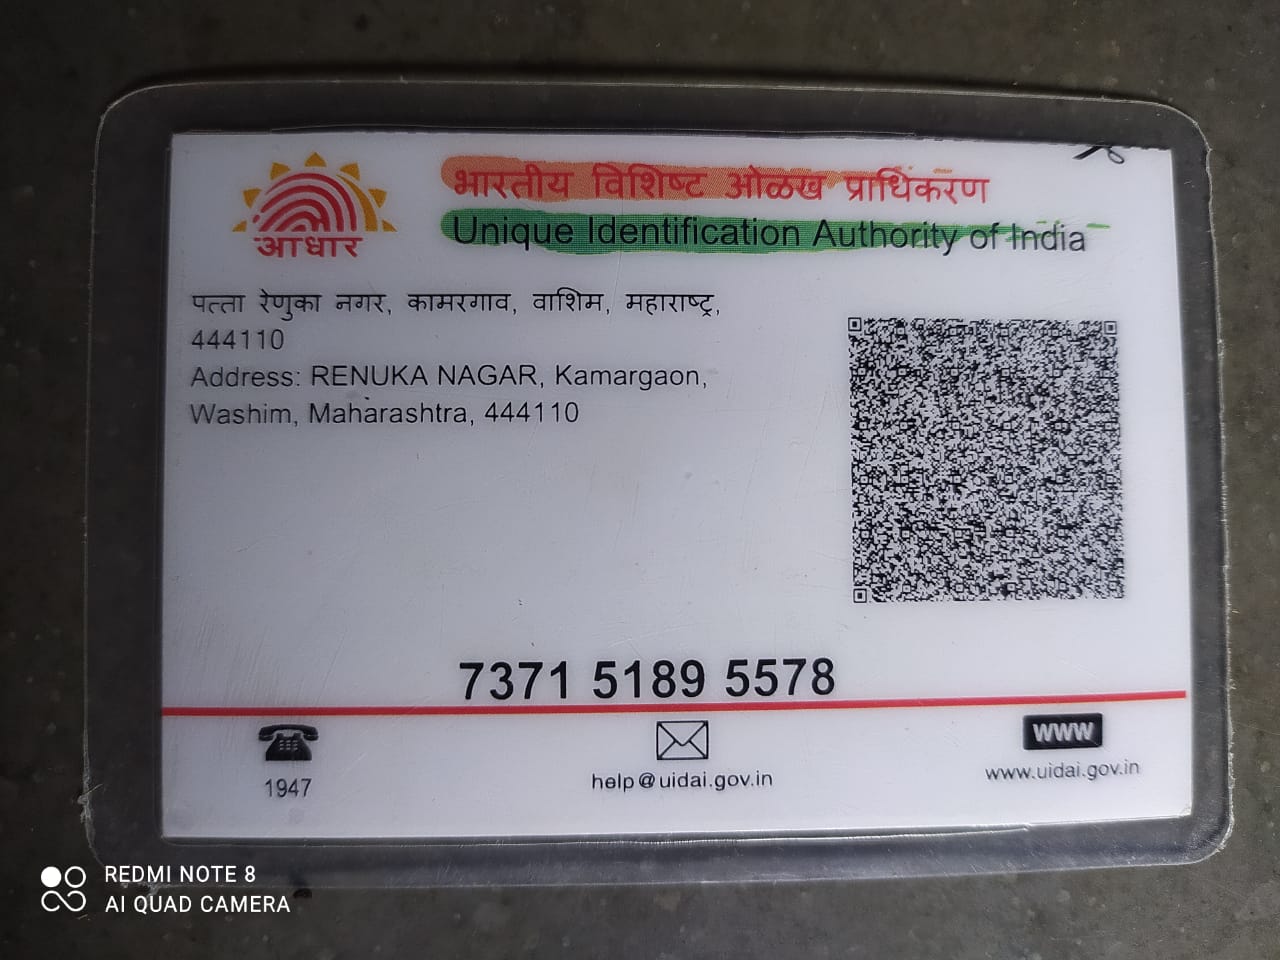 आधार
भारतीय विशिष्ट ओळख प्राधिकरण
Unique Identification Authority of India
पत्ता रेणुका नगर, कामरगाव, वाशिम, महाराष्ट्र,
444110
Address: RENUKA NAGAR, Kamargaon,
Washim, Maharashtra, 444110
7371 5189 5578
1947
help@uidai.gov.in
WWW
www.uidai.gov.in
REDMI NOTE 8
AI QUAD CAMERA